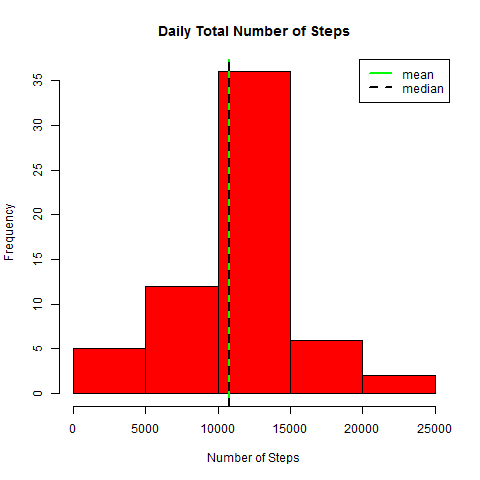 Daily Total Number of Steps
mean
median
Frequency
35
30
25
20
15
10
5
0
0 5000 10000 15000 20000 25000
Number of Steps